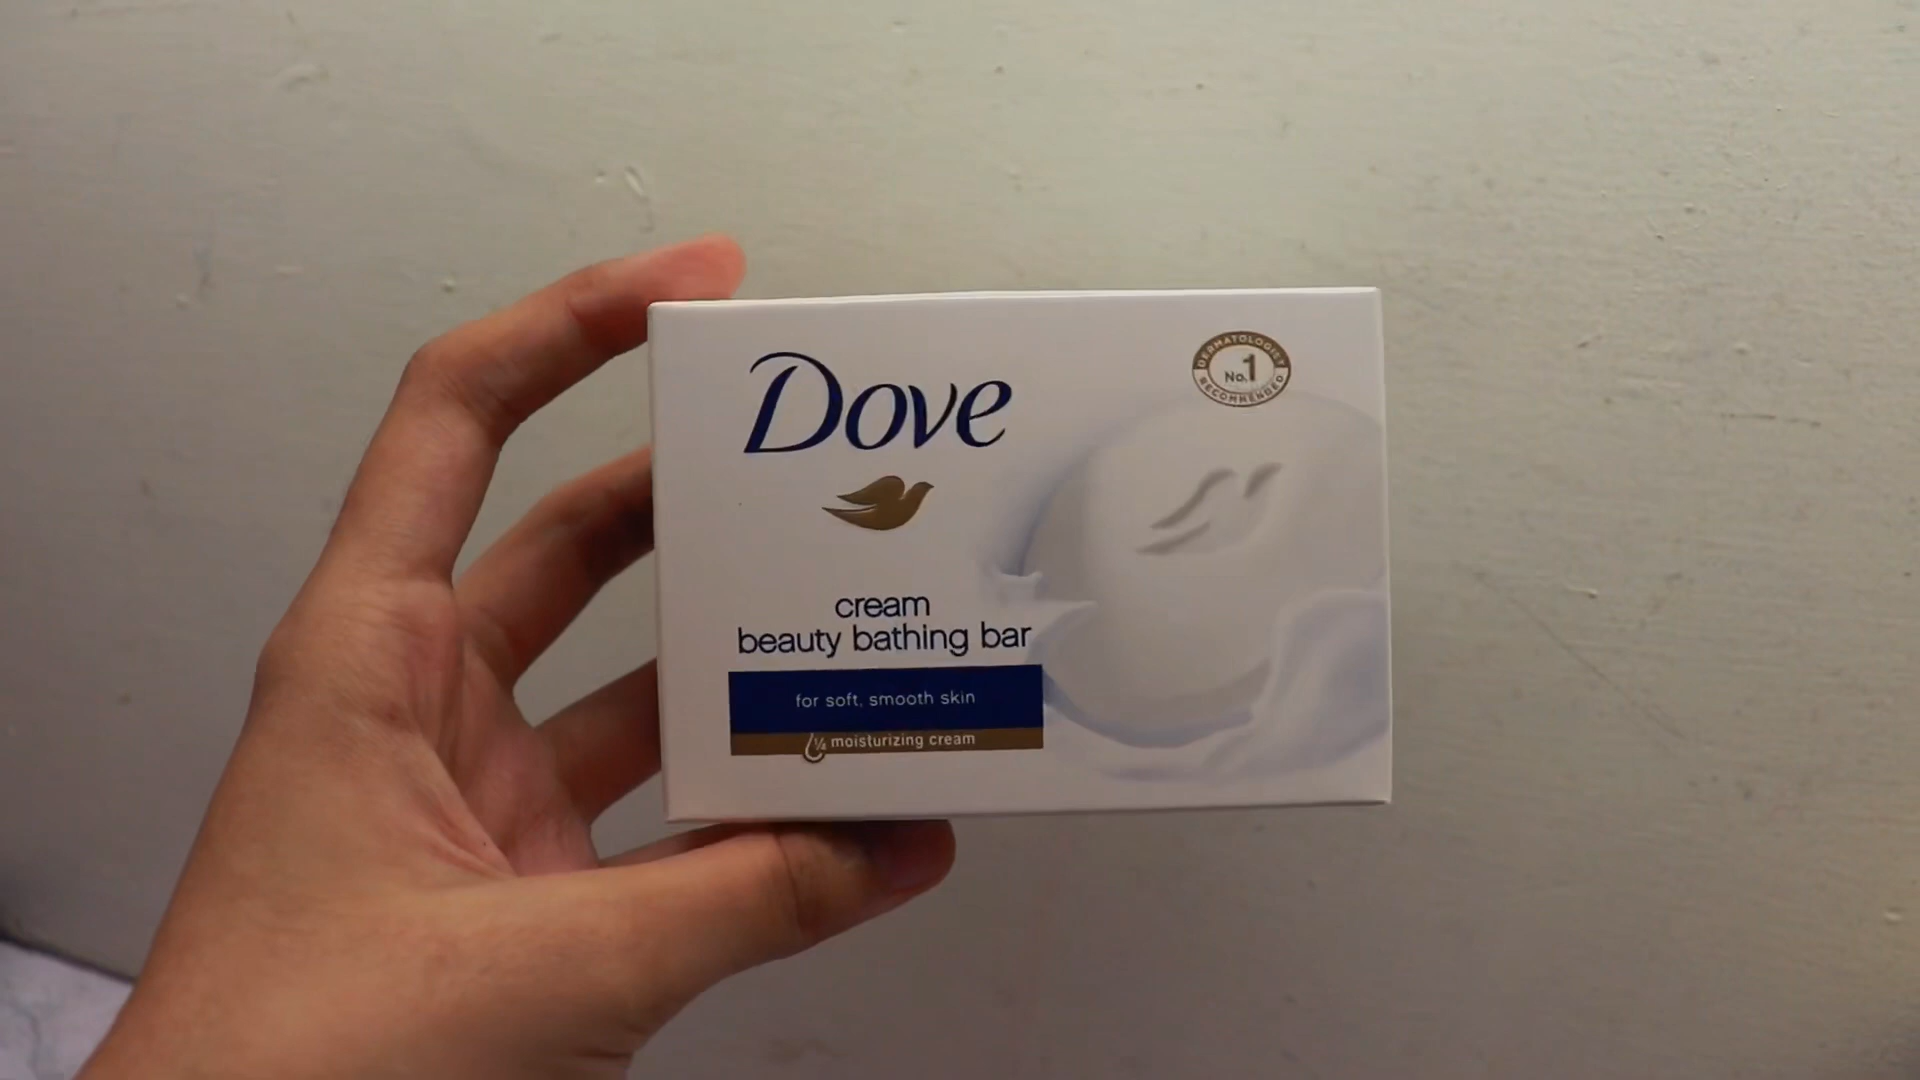 Dove
DERMATOLOGIST
No.1
RECOMMENDED
cream
beauty bathing bar
for soft, smooth skin
¼ moisturizing cream